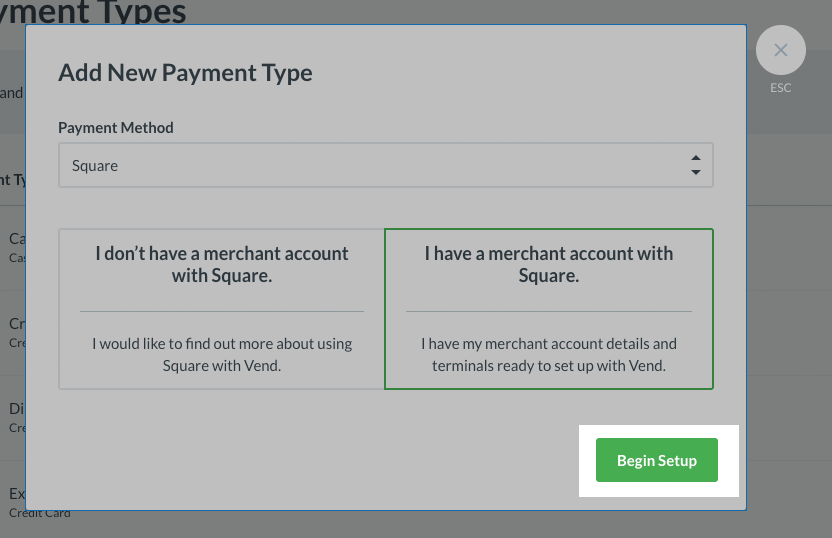 yment Types
Add New Payment Type
ESC
and
Payment Method
Square
nt Ty
I don't have a merchant account
with Square.
I have a merchant account with
Square.
Ca
Cas
Cr
Cre
I would like to find out more about using
Square with Vend.
I have my merchant account details and
terminals ready to set up with Vend.
Di
Cre
Begin Setup
Ex
Credit Card